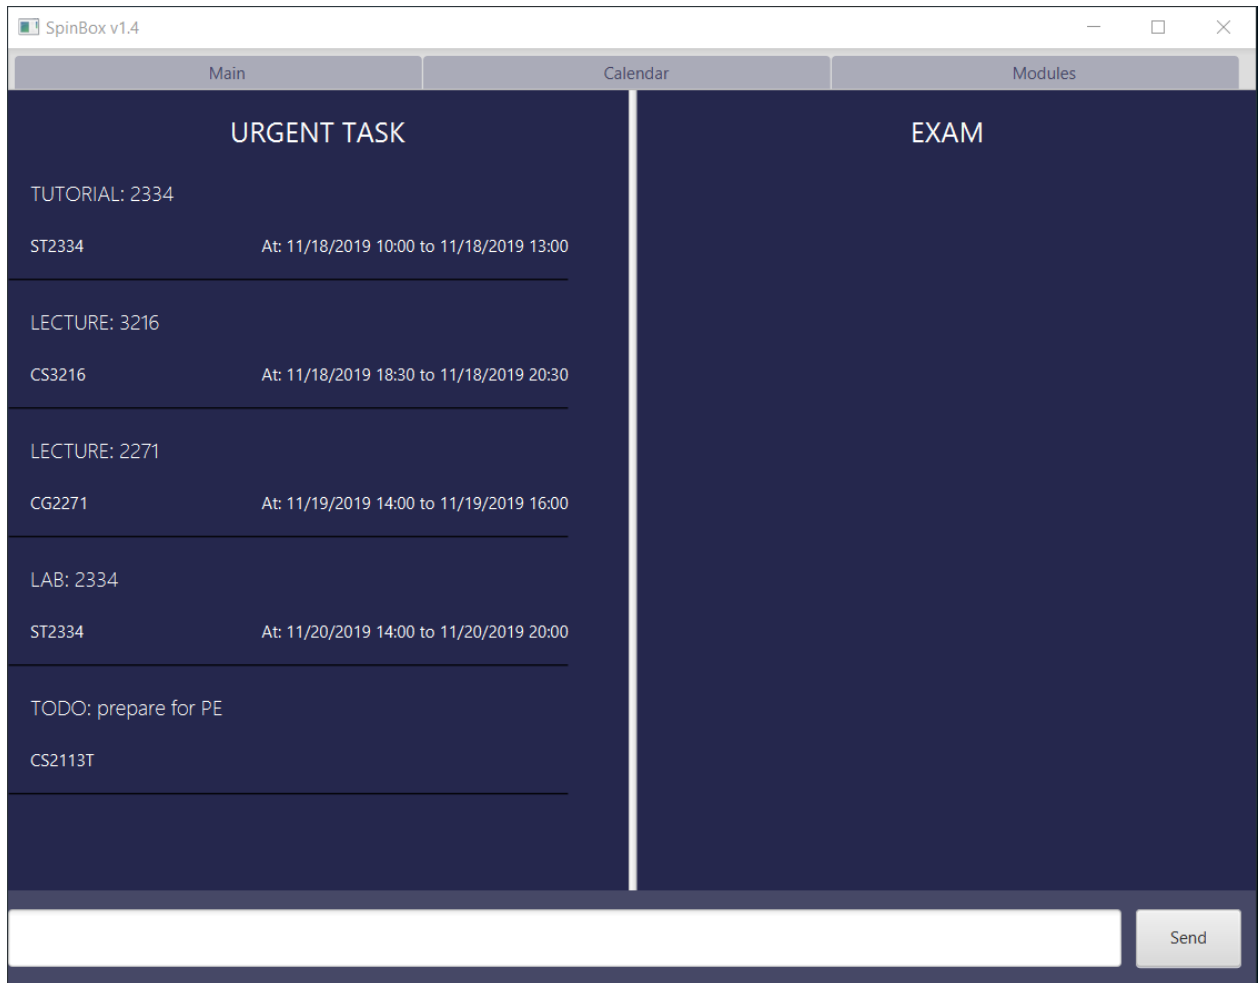 SpinBox v1.4
Main Calendar Modules
URGENT TASK
TUTORIAL: 2334
ST2334 At: 11/18/2019 10:00 to 11/18/2019 13:00
LECTURE: 3216
CS3216 At: 11/18/2019 18:30 to 11/18/2019 20:30
LECTURE: 2271
CG2271 At: 11/19/2019 14:00 to 11/19/2019 16:00
LAB: 2334
ST2334 At: 11/20/2019 14:00 to 11/20/2019 20:00
TODO: prepare for PE
CS2113T
EXAM
Send